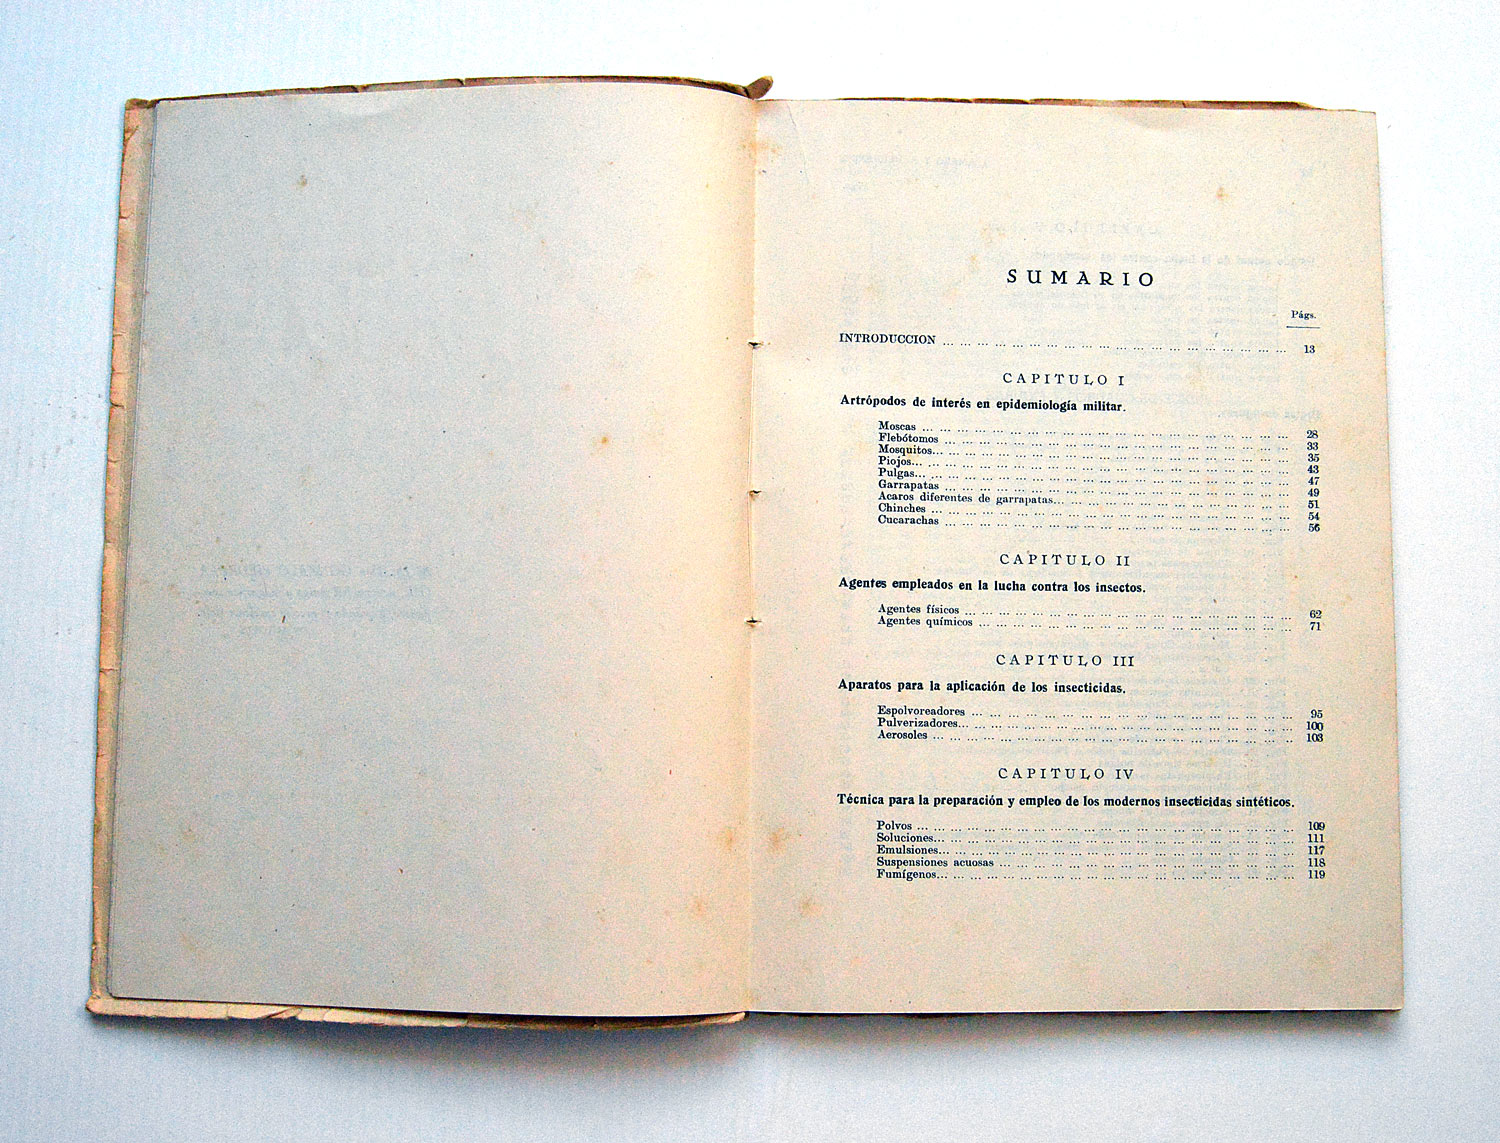 SUMARIO
Págs.
INTRODUCCION ... ... ... ... ... ... ... ... ... ... ... ... ... ... ... ... ... ... ... ... 13
CAPITULO I
Artrópodos de interés en epidemiología militar.
Moscas ... ... ... ... ... ... ... ... ... ... ... ... ... ... ... ... ... ... ... ... ... 28
Flebótomos ... ... ... ... ... ... ... ... ... ... ... ... ... ... ... ... ... ... ... ... 33
Mosquitos... ... ... ... ... ... ... ... ... ... ... ... ... ... ... ... ... ... ... ... ... 35
Piojos... ... ... ... ... ... ... ... ... ... ... ... ... ... ... ... ... ... ... ... ... ... 43
Pulgas... ... ... ... ... ... ... ... ... ... ... ... ... ... ... ... ... ... ... ... ... ... 47
Garrapatas ... ... ... ... ... ... ... ... ... ... ... ... ... ... ... ... ... ... ... ... 49
Acaros diferentes de garrapatas... ... ... ... ... ... ... ... ... ... ... ... ... ... 51
Chinches ... ... ... ... ... ... ... ... ... ... ... ... ... ... ... ... ... ... ... ... ... 54
Cucarachas ... ... ... ... ... ... ... ... ... ... ... ... ... ... ... ... ... ... ... ... 56
CAPITULO II
Agentes empleados en la lucha contra los insectos.
Agentes físicos ... ... ... ... ... ... ... ... ... ... ... ... ... ... ... ... ... ... ... 62
Agentes químicos ... ... ... ... ... ... ... ... ... ... ... ... ... ... ... ... ... ... 71
CAPITULO III
Aparatos para la aplicación de los insecticidas.
Espolvoreadores ... ... ... ... ... ... ... ... ... ... ... ... ... ... ... ... ... ... ... 95
Pulverizadores... ... ... ... ... ... ... ... ... ... ... ... ... ... ... ... ... ... ... ... 100
Aerosoles ... ... ... ... ... ... ... ... ... ... ... ... ... ... ... ... ... ... ... ... ... 103
CAPITULO IV
Técnica para la preparación y empleo de los modernos insecticidas sintéticos.
Polvos ... ... ... ... ... ... ... ... ... ... ... ... ... ... ... ... ... ... ... ... ... ... 109
Soluciones... ... ... ... ... ... ... ... ... ... ... ... ... ... ... ... ... ... ... ... ... 111
Emulsiones... ... ... ... ... ... ... ... ... ... ... ... ... ... ... ... ... ... ... ... ... 117
Suspensiones acuosas ... ... ... ... ... ... ... ... ... ... ... ... ... ... ... ... ... 118
Fumígenos... ... ... ... ... ... ... ... ... ... ... ... ... ... ... ... ... ... ... ... ... 119